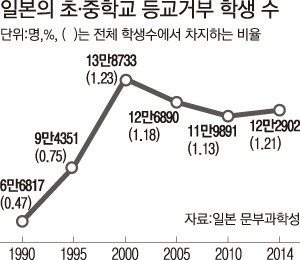 일본의 초·중학교 등교거부 학생 수
단위:명,%, (  )는 전체 학생수에서 차지하는 비율
13만8733
(1.23)
9만4351
(0.75)
6만6817
(0.47)
12만6890
(1.18)
11만9891
(1.13)
12만2902
(1.21)
자료:일본 문부과학성
1990 1995 2000 2005 2010 2014